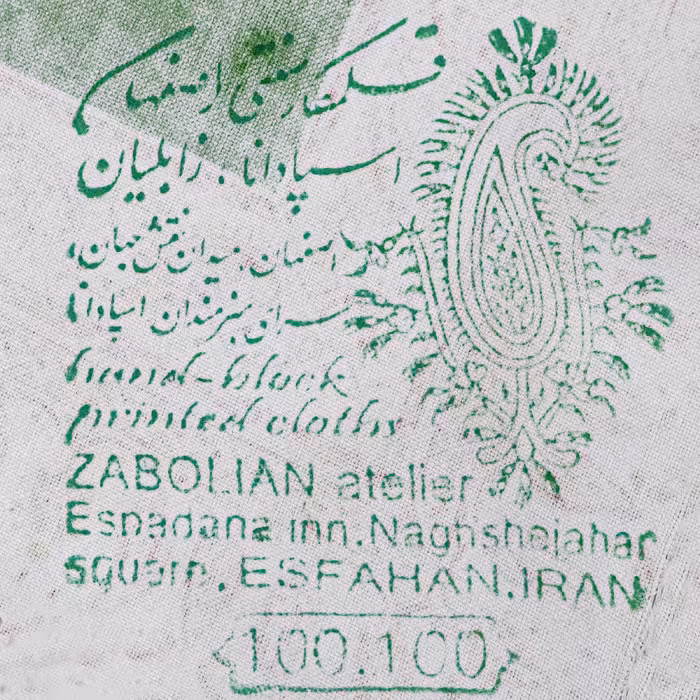 قلمکار سنتی اصفهان
اسپادانا . زابلیان
اصفهان، میدان نقش جهان،
سرای هنرمندان اسپادانا
hand-block
printed cloths
ZABOLIAN atelier
Espadana inn.Naghshejahan
square. ESFAHAN.IRAN
100.100